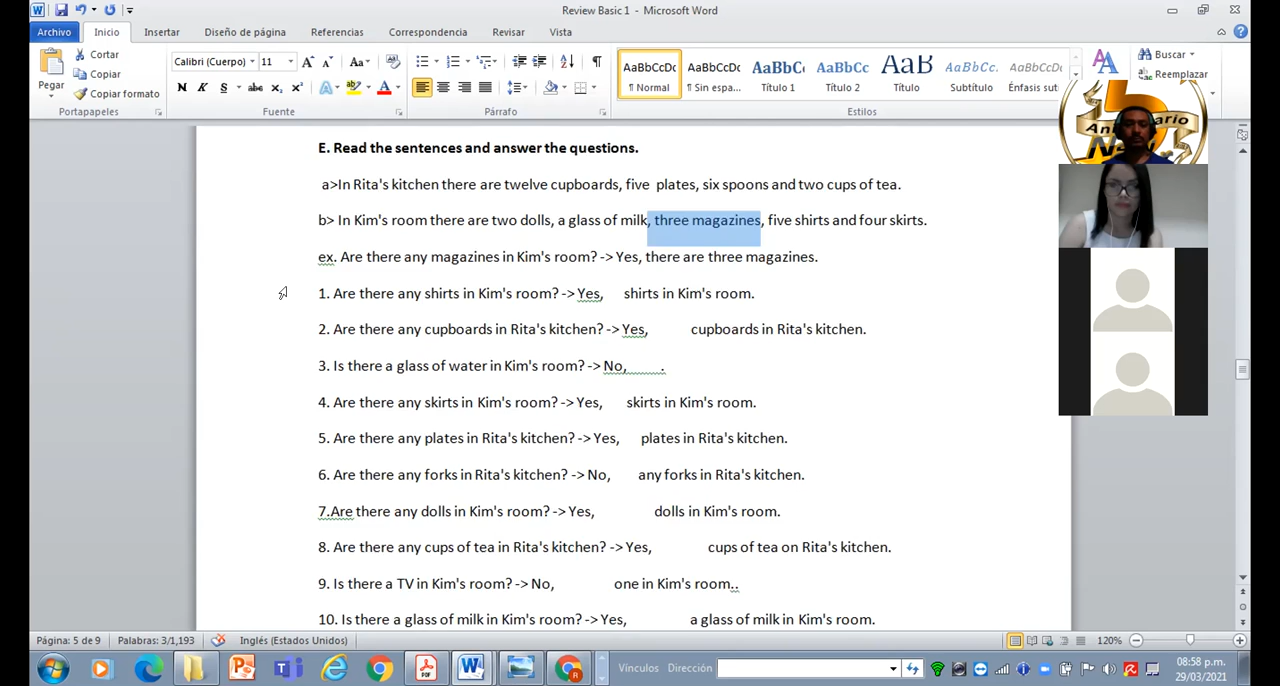 Review Basic 1 - Microsoft Word
Archivo Inicio Insertar Diseño de página Referencias Correspondencia Revisar Vista
Cortar
Copiar
Copiar formato
Pegar
Portapapeles
Calibri (Cuerpo) 11
Fuente
Párrafo
AaBbCcDc AaBbCcDc AaBbC AaBbCc AaB AaBbCc. AaBbCcDc
¶ Normal ¶ Sin espa... Título 1 Título 2 Título Subtítulo Énfasis sut
Estilos
Buscar
Reemplazar
E. Read the sentences and answer the questions.
a>In Rita's kitchen there are twelve cupboards, five plates, six spoons and two cups of tea.
b> In Kim's room there are two dolls, a glass of milk, three magazines, five shirts and four skirts.
ex. Are there any magazines in Kim's room? -> Yes, there are three magazines.
1. Are there any shirts in Kim's room? -> Yes, shirts in Kim's room.
2. Are there any cupboards in Rita's kitchen? -> Yes, cupboards in Rita's kitchen.
3. Is there a glass of water in Kim's room? -> No, .
4. Are there any skirts in Kim's room? -> Yes, skirts in Kim's room.
5. Are there any plates in Rita's kitchen? -> Yes, plates in Rita's kitchen.
6. Are there any forks in Rita's kitchen? -> No, any forks in Rita's kitchen.
7.Are there any dolls in Kim's room? -> Yes, dolls in Kim's room.
8. Are there any cups of tea in Rita's kitchen? -> Yes, cups of tea on Rita's kitchen.
9. Is there a TV in Kim's room? -> No, one in Kim's room..
10. Is there a glass of milk in Kim's room? -> Yes, a glass of milk in Kim's room.
Página: 5 de 9 Palabras: 3/1,193 Inglés (Estados Unidos) 120%
Vínculos Dirección
08:58 p.m.
29/03/2021